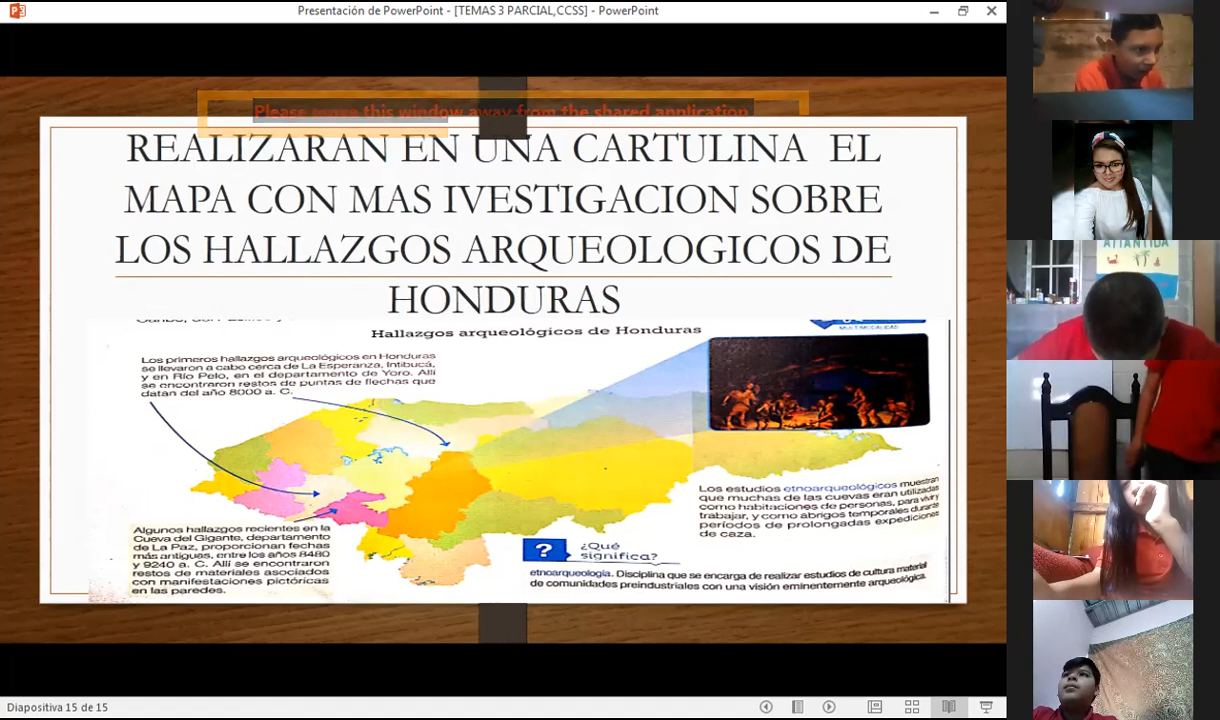 Presentación de PowerPoint - [TEMAS 3 PARCIAL,CCSS] - PowerPoint
Please move this window away from the shared application
REALIZARAN EN UNA CARTULINA EL
MAPA CON MAS IVESTIGACION SOBRE
LOS HALLAZGOS ARQUEOLOGICOS DE
HONDURAS
Hallazgos arqueológicos de Honduras
MULTIMODALIDAD
Los primeros hallazgos arqueológicos en Honduras
se llevaron a cabo cerca de La Esperanza, Intibucá,
y en Río Pelo, en el departamento de Yoro. Allí
se encontraron restos de puntas de flechas que
datan del año 8000 a. C.
Los estudios etnoarqueológicos muestran
que muchas de las cuevas eran utilizadas
como habitaciones de personas, para vivir y
trabajar, y como abrigos temporales durante
períodos de prolongadas expediciones
de caza.
Algunos hallazgos recientes en la
Cueva del Gigante, departamento
de La Paz, proporcionan fechas
más antiguas, entre los años 8480
y 9240 a. C. Allí se encontraron
restos de materiales asociados
con manifestaciones pictóricas
en las paredes.
? ¿Qué
significa?
etnoarqueología. Disciplina que se encarga de realizar estudios de cultura material
de comunidades preindustriales con una visión eminentemente arqueológica.
ATLANTIDA
Diapositiva 15 de 15